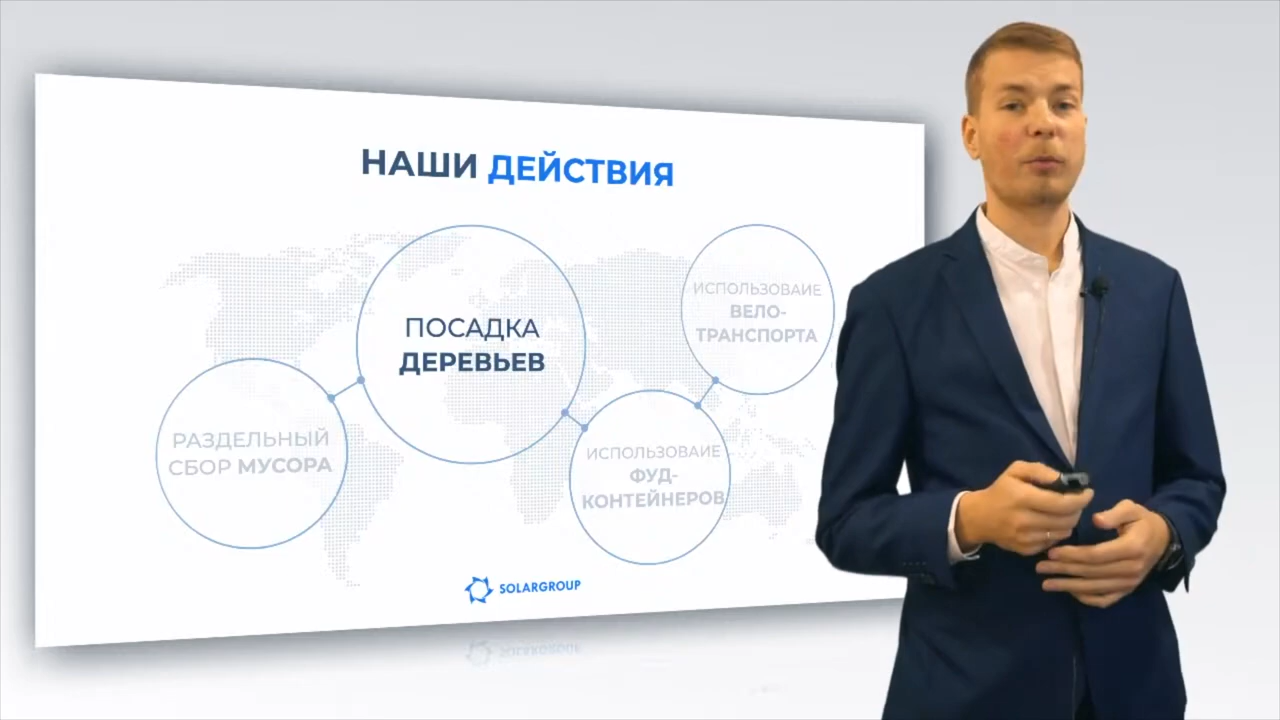 НАШИ ДЕЙСТВИЯ
ПОСАДКА
ДЕРЕВЬЕВ
РАЗДЕЛЬНЫЙ
СБОР МУСОРА
ИСПОЛЬЗОВАИЕ
ФУД-
КОНТЕЙНЕРОВ
ИСПОЛЬЗОВАИЕ
ВЕЛО-
ТРАНСПОРТА
SOLARGROUP